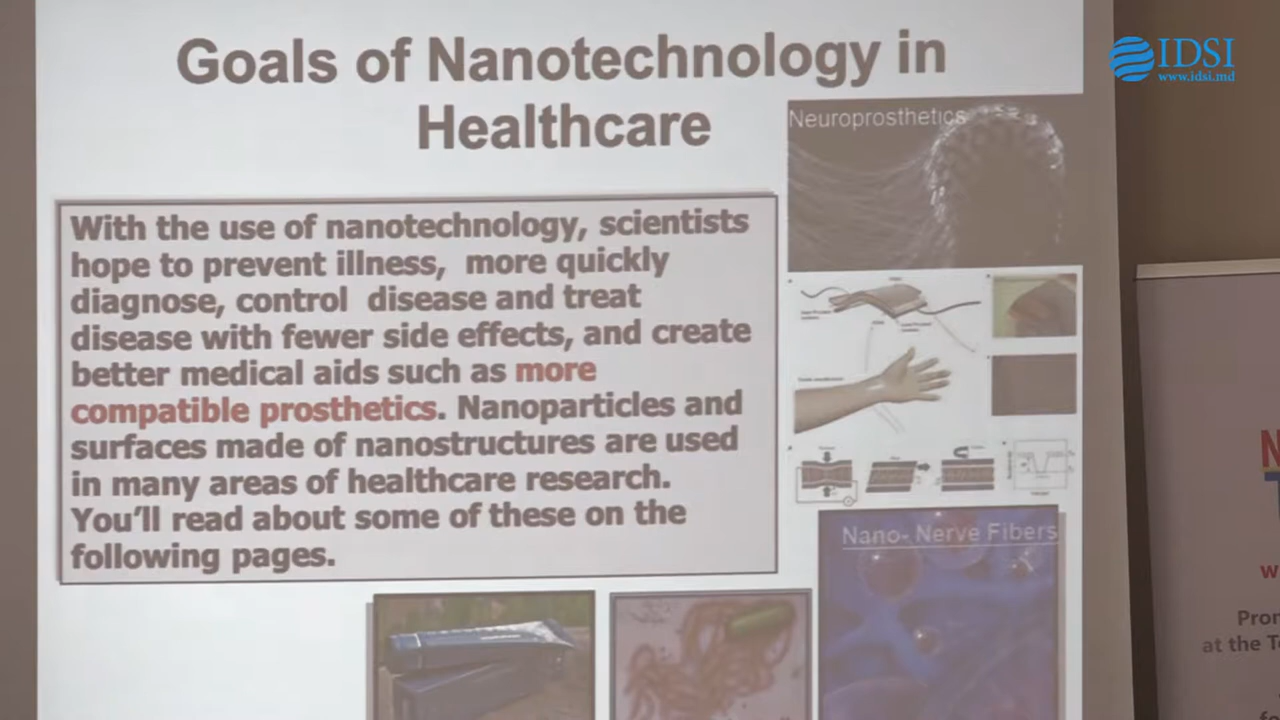 Goals of Nanotechnology in
Healthcare
IDSI
www.idsi.md
Neuroprosthetics
With the use of nanotechnology, scientists
hope to prevent illness, more quickly
diagnose, control disease and treat
disease with fewer side effects, and create
better medical aids such as more
compatible prosthetics. Nanoparticles and
surfaces made of nanostructures are used
in many areas of healthcare research.
You'll read about some of these on the
following pages.
Nano- Nerve Fibers
at the